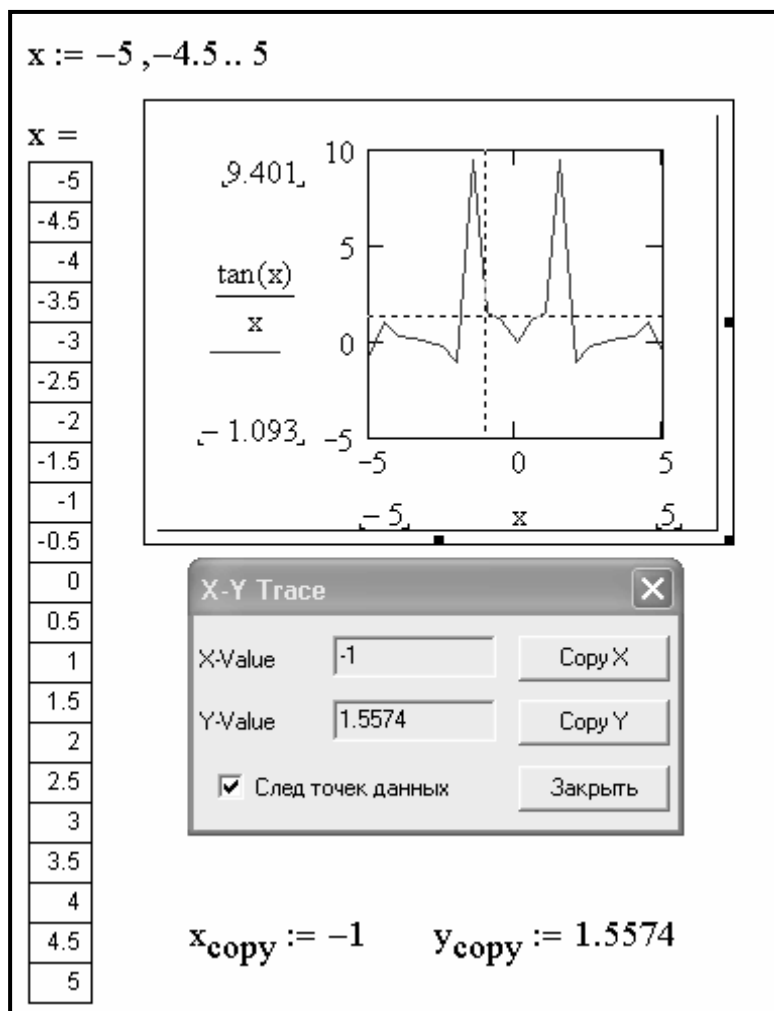 x := −5 , −4.5 .. 5
x =
-5
-4.5
-4
-3.5
-3
-2.5
-2
-1.5
-1
-0.5
0
0.5
1
1.5
2
2.5
3
3.5
4
4.5
5
9.401
tan(x)
x
− 1.093
10
5
0
−5
−5 0 5
− 5 x 5
X-Y Trace
X-Value -1 Copy X
Y-Value 1.5574 Copy Y
След точек данных Закрыть
xcopy := −1 ycopy := 1.5574